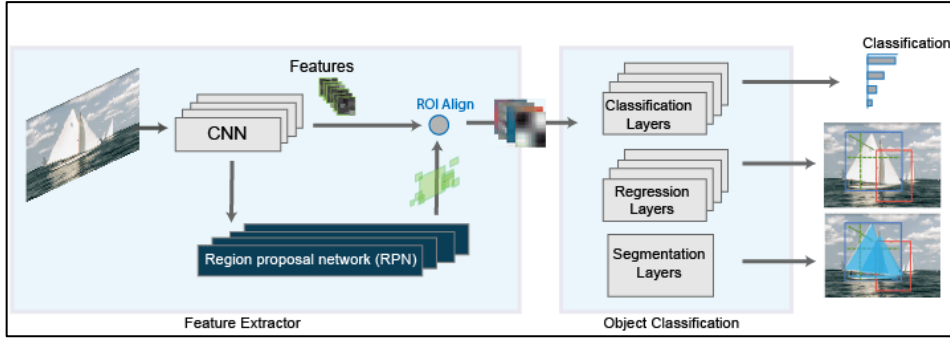 Classification
Features
ROI Align
CNN
Classification
Layers
Regression
Layers
Region proposal network (RPN)
Segmentation
Layers
Feature Extractor
Object Classification